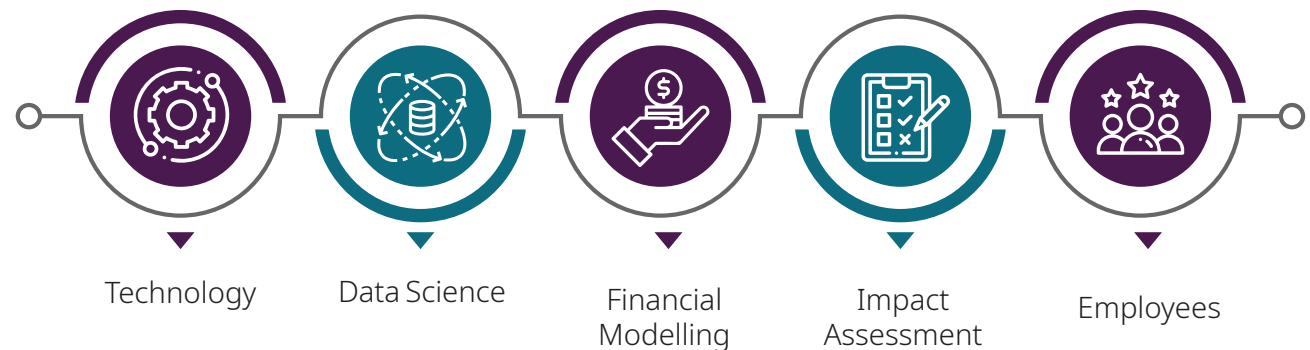 Technology
Data Science
Financial
Modelling
Impact
Assessment
Employees
$